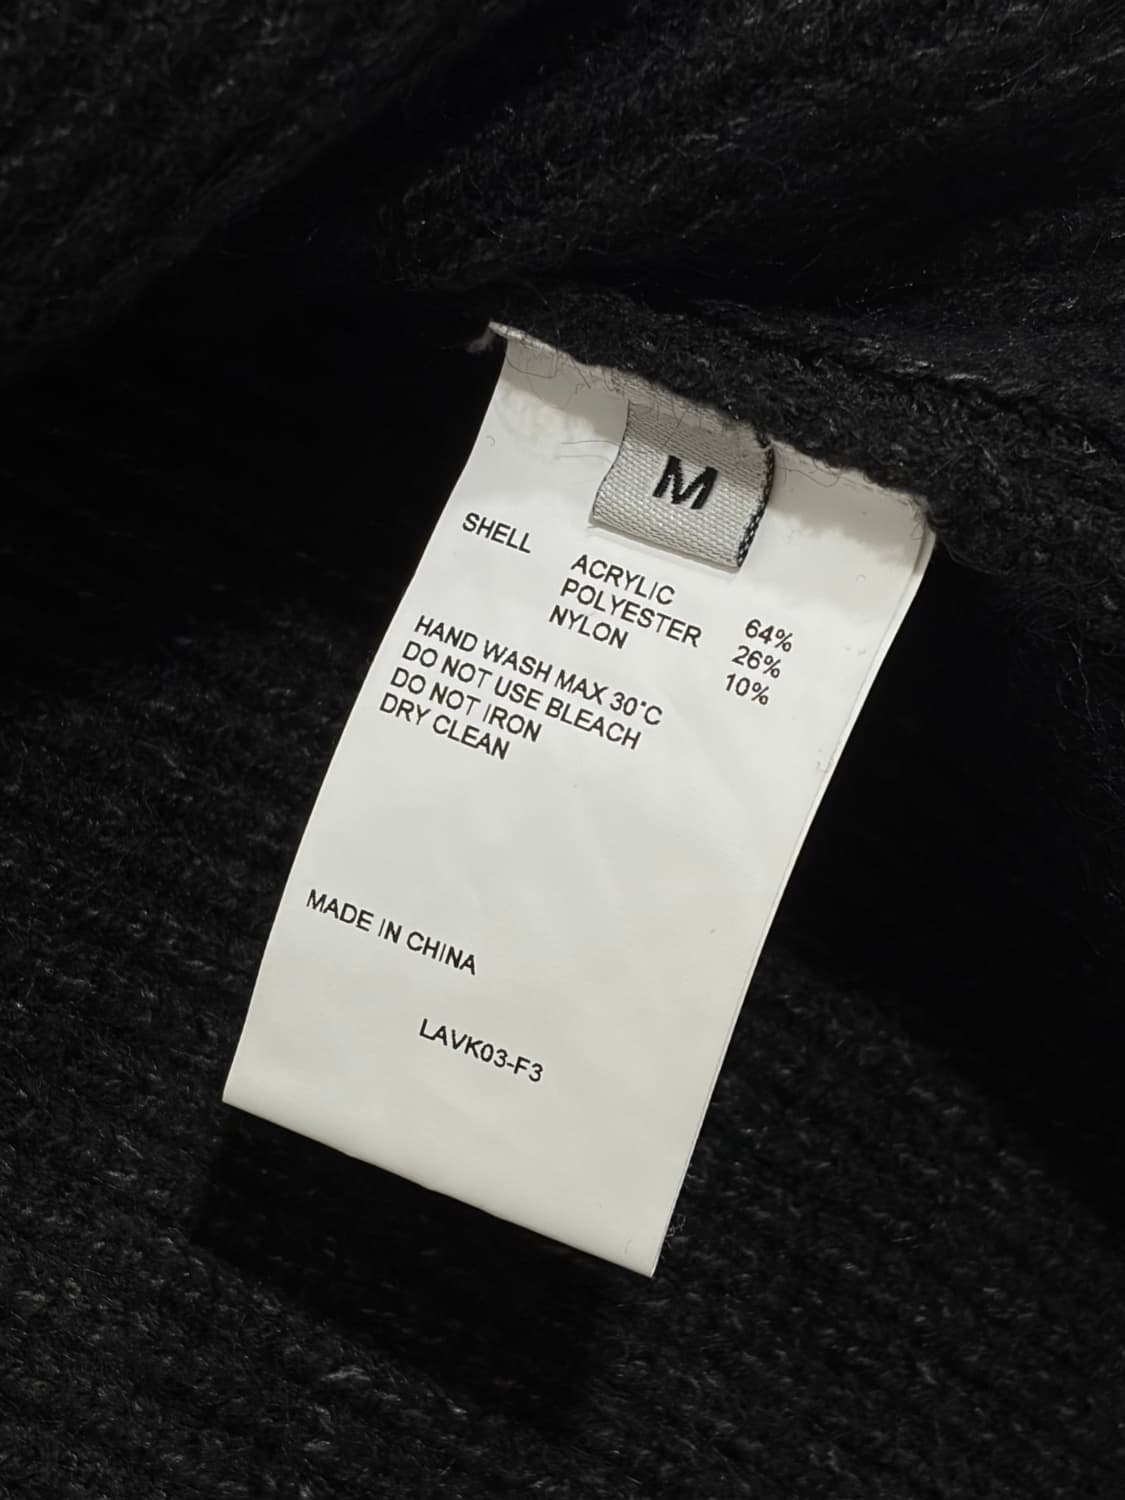 M
SHELL
ACRYLIC 64%
POLYESTER 26%
NYLON 10%
HAND WASH MAX 30°C
DO NOT USE BLEACH
DO NOT IRON
DRY CLEAN
MADE IN CHINA
LAVK03-F3